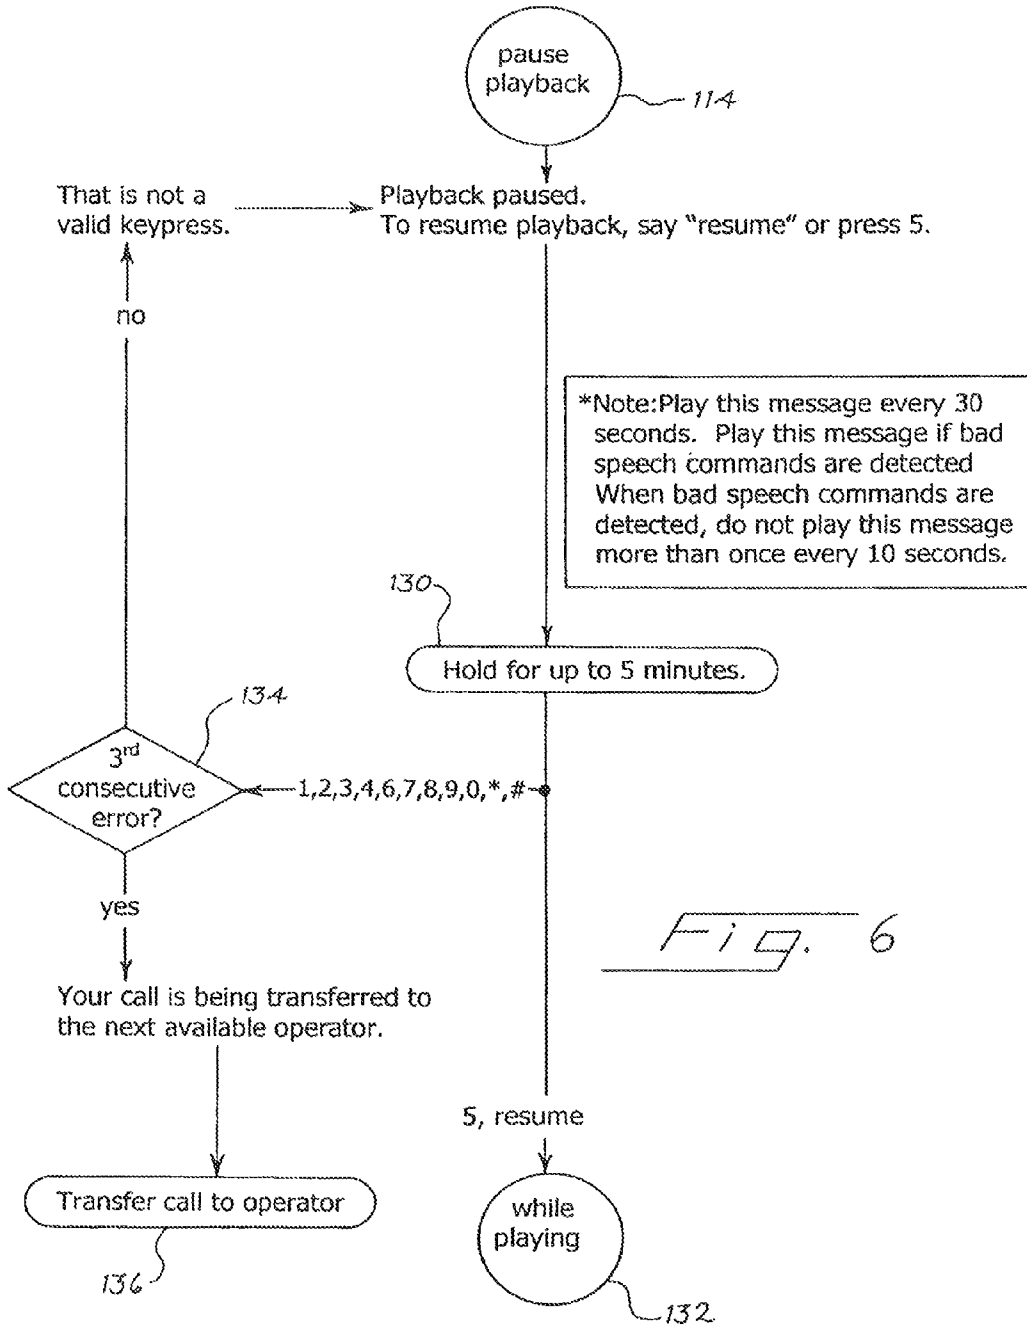 pause
playback
114
That is not a
valid keypress.
Playback paused.
To resume playback, say “resume” or press 5.
no
*Note:Play this message every 30
seconds. Play this message if bad
speech commands are detected
When bad speech commands are
detected, do not play this message
more than once every 10 seconds.
130
Hold for up to 5 minutes.
134
3rd
consecutive
error?
1,2,3,4,6,7,8,9,0,*,#
yes
Fig. 6
Your call is being transferred to
the next available operator.
5, resume
Transfer call to operator
while
playing
136
132